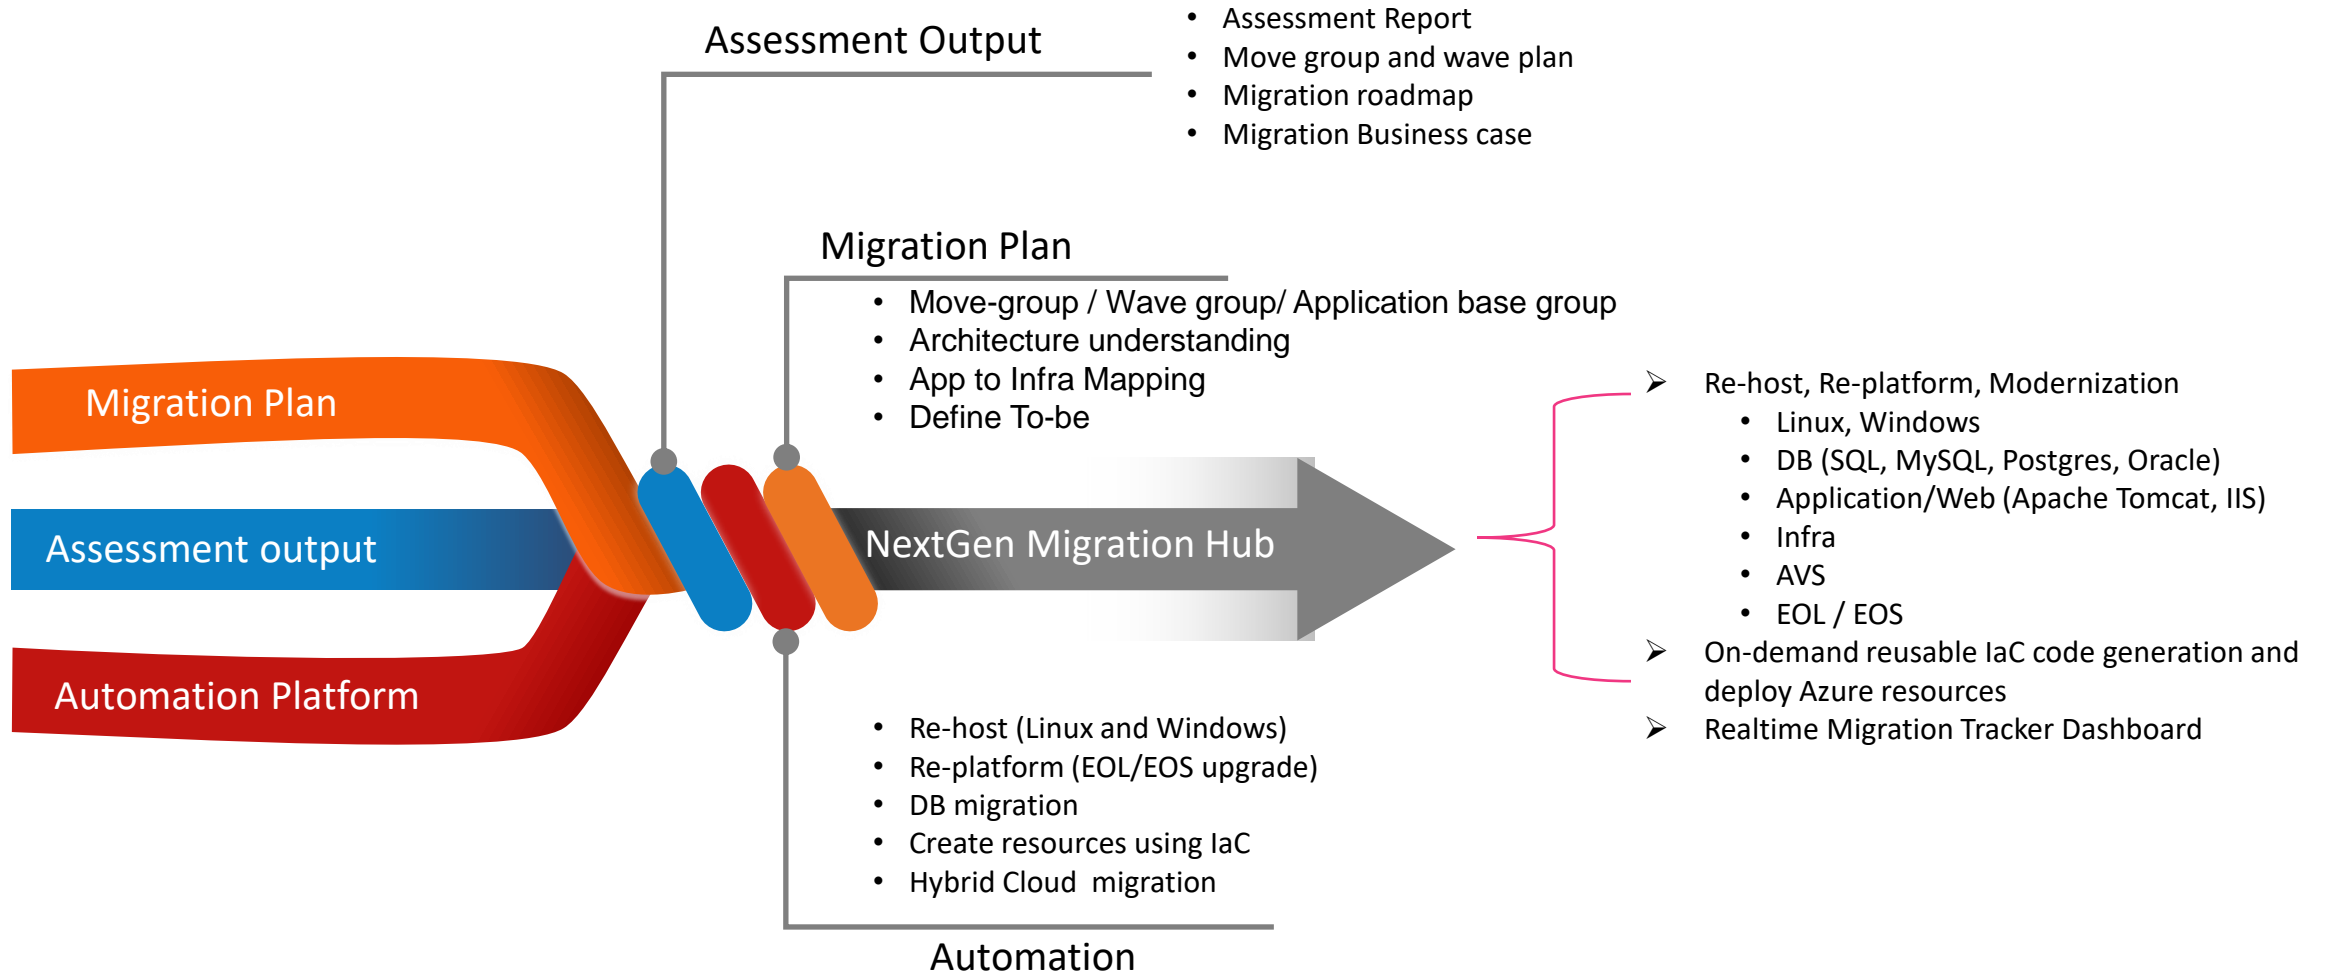 Assessment Output
• Assessment Report
• Move group and wave plan
• Migration roadmap
• Migration Business case
Migration Plan
• Move-group / Wave group/ Application base group
• Architecture understanding
• App to Infra Mapping
• Define To-be
Migration Plan
Assessment output
Automation Platform
NextGen Migration Hub
➢ Re-host, Re-platform, Modernization
• Linux, Windows
• DB (SQL, MySQL, Postgres, Oracle)
• Application/Web (Apache Tomcat, IIS)
• Infra
• AVS
• EOL / EOS
➢ On-demand reusable IaC code generation and
deploy Azure resources
➢ Realtime Migration Tracker Dashboard
• Re-host (Linux and Windows)
• Re-platform (EOL/EOS upgrade)
• DB migration
• Create resources using IaC
• Hybrid Cloud  migration
Automation